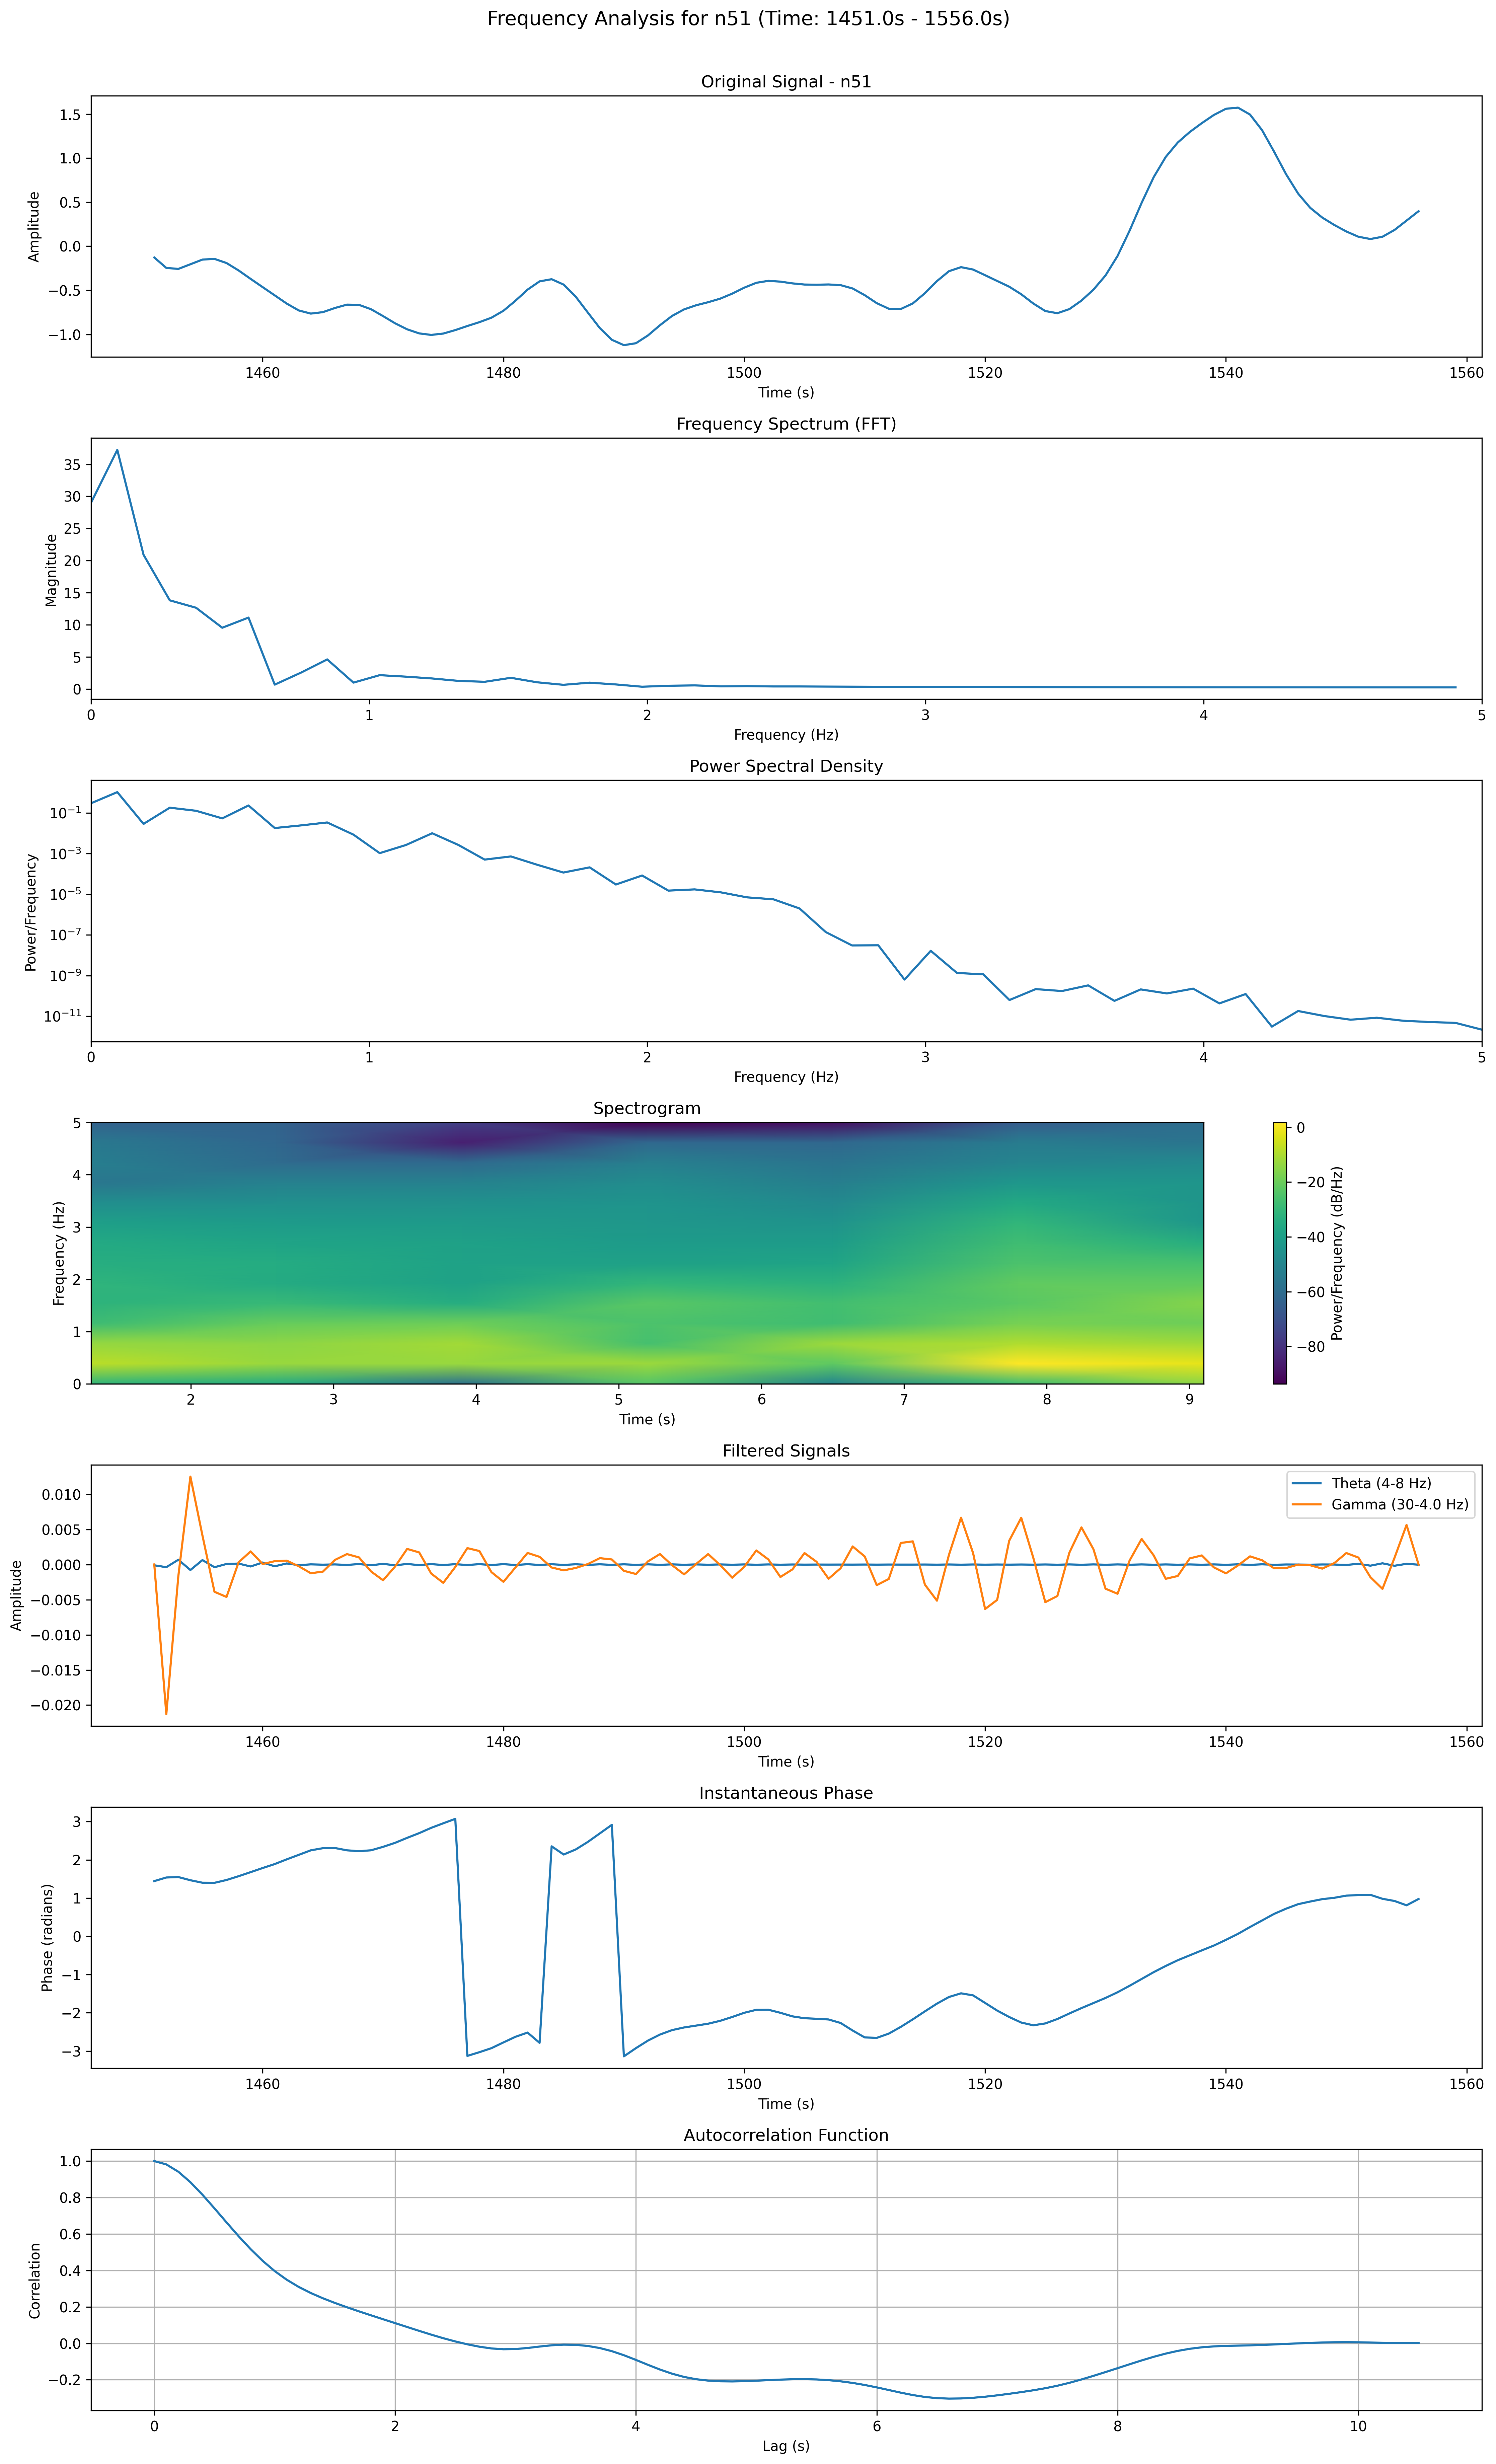 Frequency Analysis for n51 (Time: 1451.0s - 1556.0s)
Original Signal - n51
Amplitude
1.5
1.0
0.5
0.0
−0.5
−1.0
1460 1480 1500 1520 1540 1560
Time (s)
Frequency Spectrum (FFT)
Magnitude
35
30
25
20
15
10
5
0
0 1 2 3 4 5
Frequency (Hz)
Power Spectral Density
Power/Frequency
10⁻¹
10⁻³
10⁻⁵
10⁻⁷
10⁻⁹
10⁻¹¹
0 1 2 3 4 5
Frequency (Hz)
Spectrogram
Frequency (Hz)
5
4
3
2
1
0
2 3 4 5 6 7 8 9
Time (s)
0
−20
−40
−60
−80
Power/Frequency (dB/Hz)
Filtered Signals
Amplitude
0.010
0.005
0.000
−0.005
−0.010
−0.015
−0.020
Theta (4-8 Hz)
Gamma (30-4.0 Hz)
1460 1480 1500 1520 1540 1560
Time (s)
Instantaneous Phase
Phase (radians)
3
2
1
0
−1
−2
−3
1460 1480 1500 1520 1540 1560
Time (s)
Autocorrelation Function
Correlation
1.0
0.8
0.6
0.4
0.2
0.0
−0.2
0 2 4 6 8 10
Lag (s)